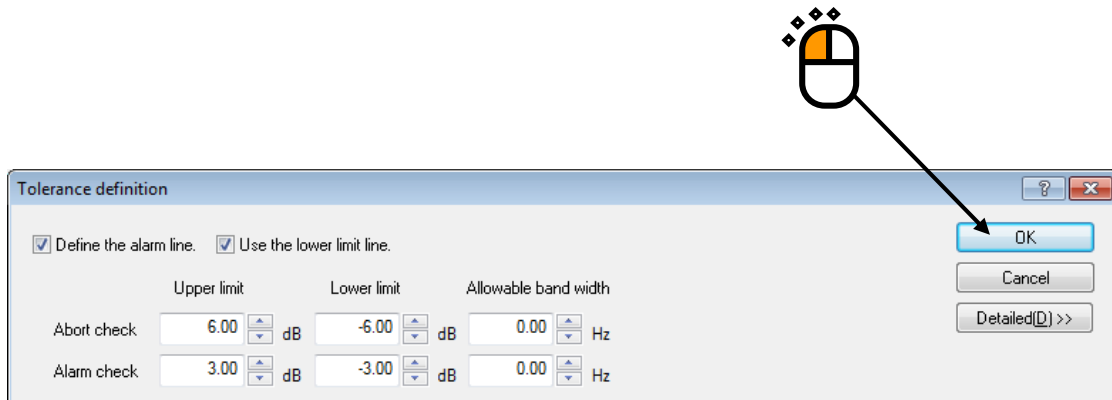 Tolerance definition
Define the alarm line. Use the lower limit line.
OK
Upper limit Lower limit Allowable band width
Cancel
Abort check 6.00 dB -6.00 dB 0.00 Hz
Detailed(D) >>
Alarm check 3.00 dB -3.00 dB 0.00 Hz